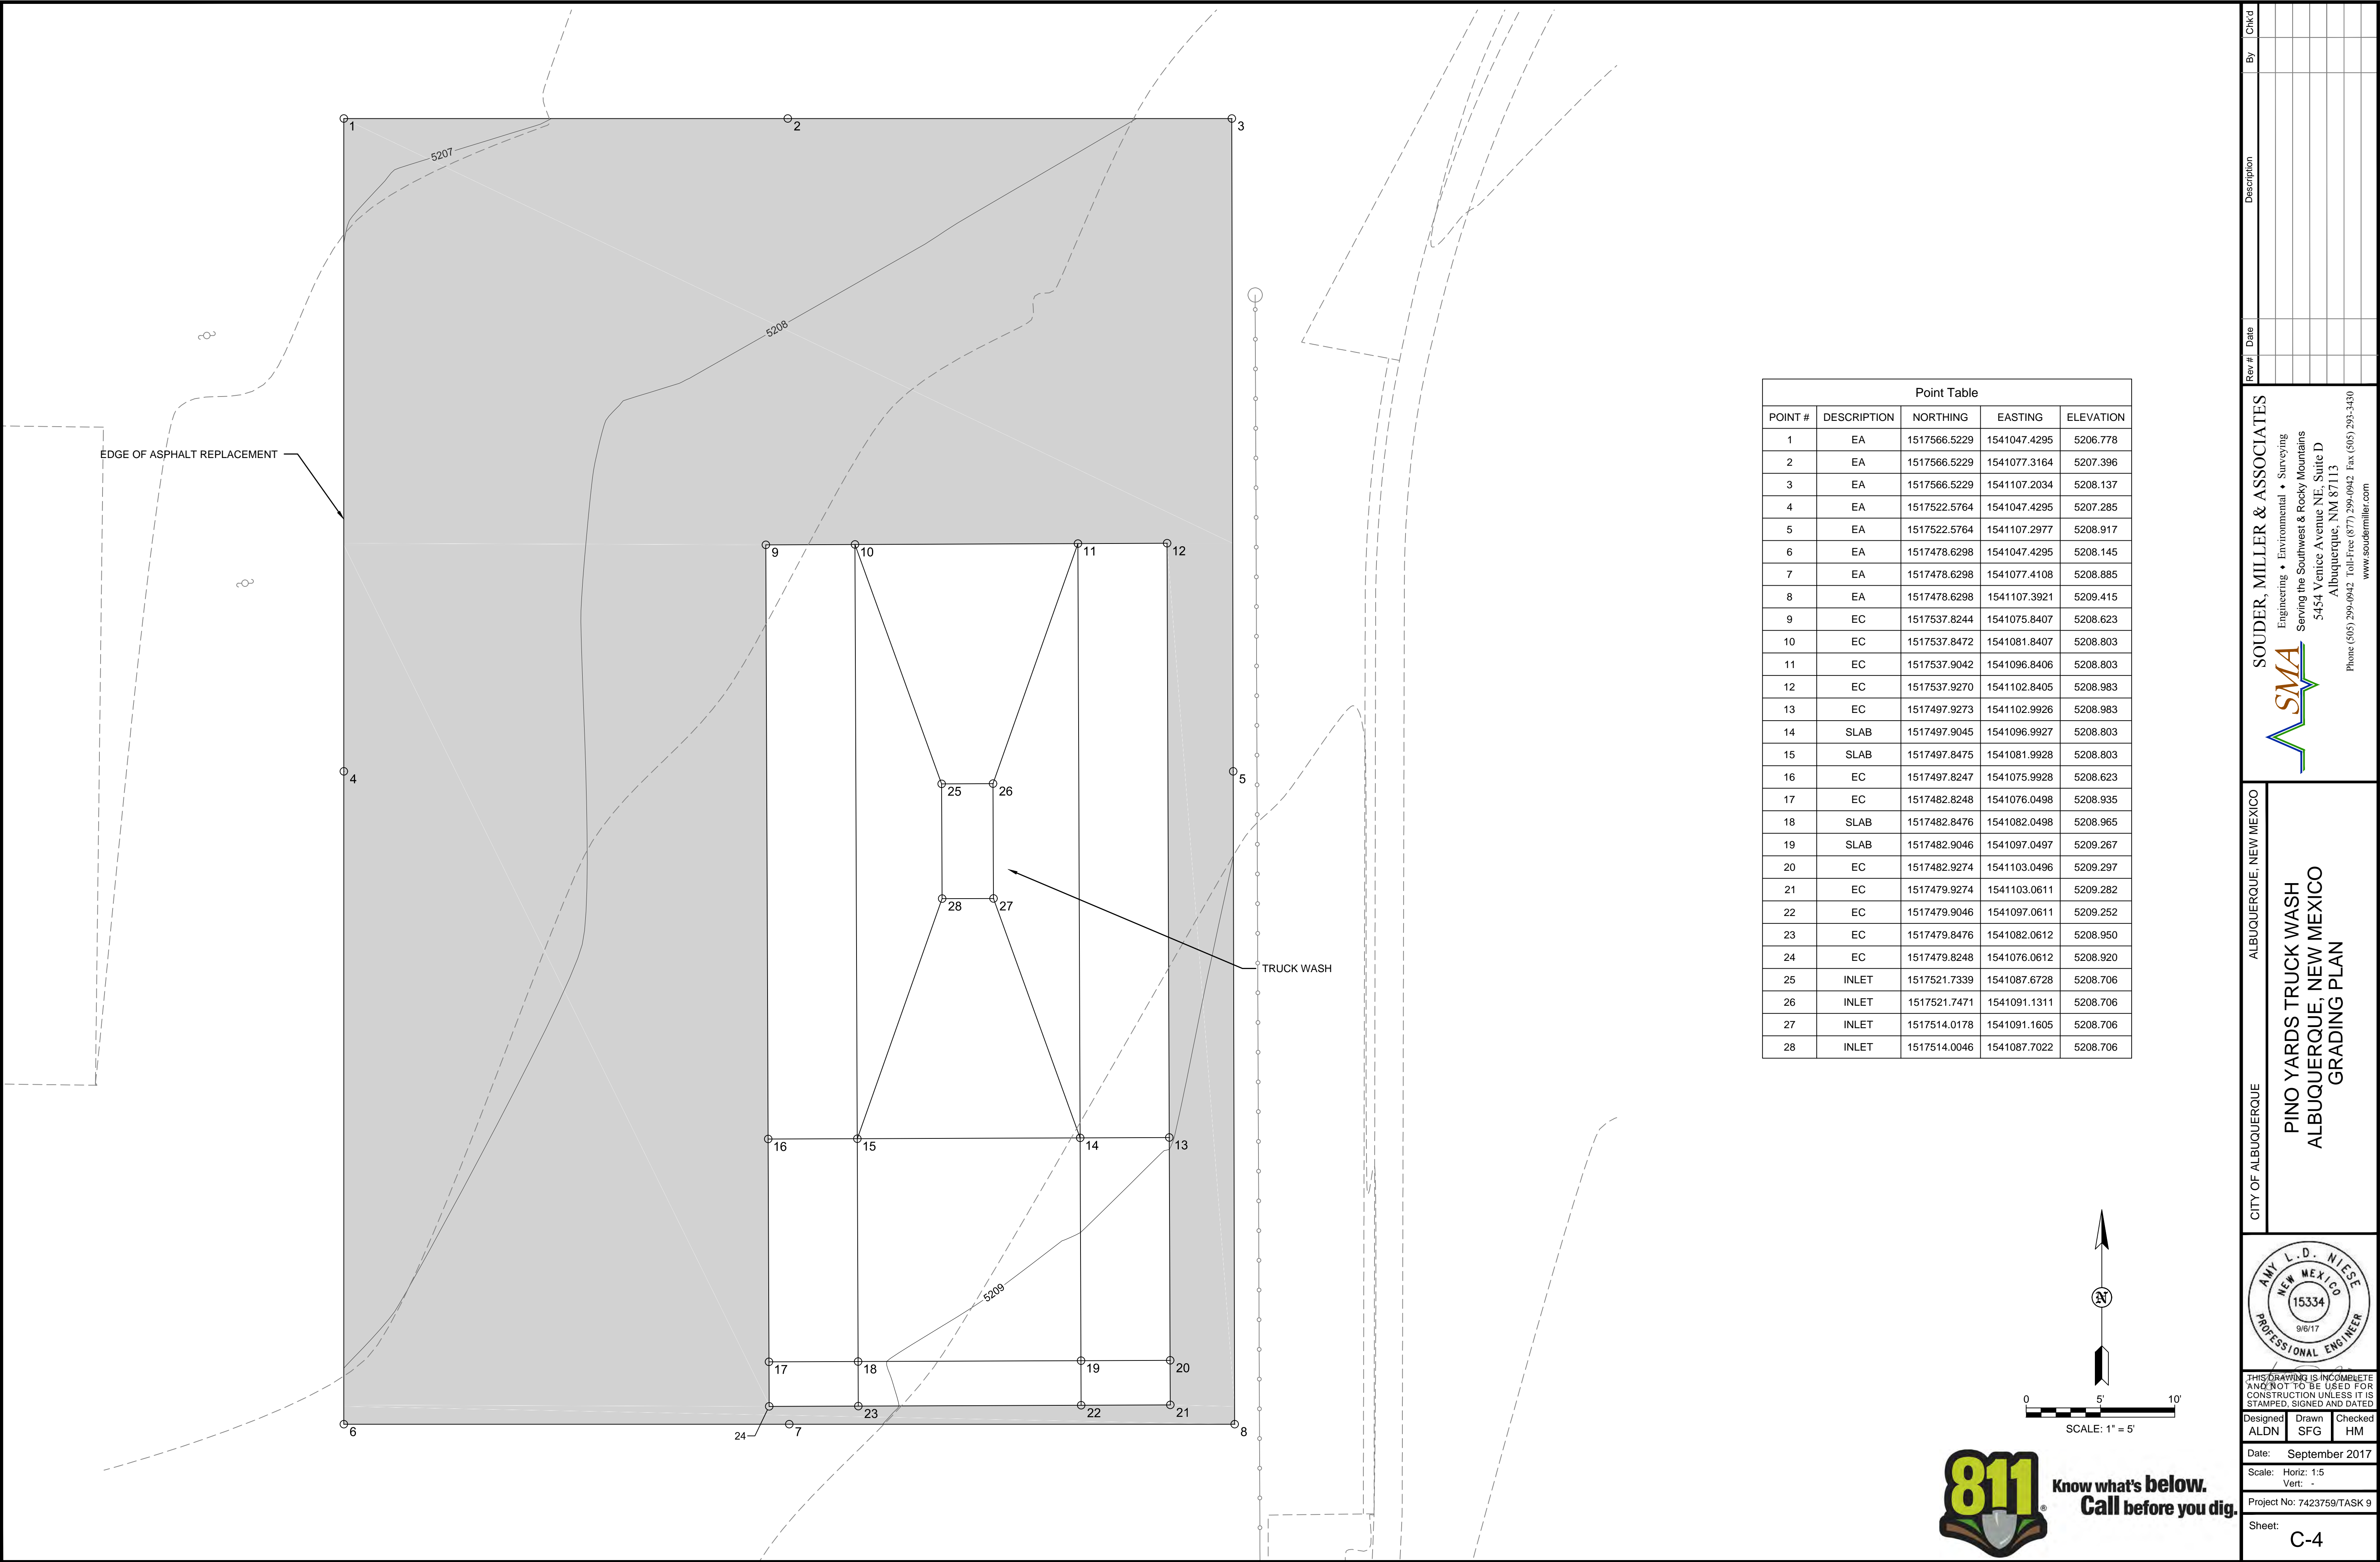 1
2
3
5207
5208
EDGE OF ASPHALT REPLACEMENT
9
10
11
12
4
25
26
5
28
27
TRUCK WASH
16
15
14
13
5209
17
18
19
20
23
22
21
6
24
7
8
Point Table
POINT # DESCRIPTION NORTHING EASTING ELEVATION
1 EA 1517566.5229 1541047.4295 5206.778
2 EA 1517566.5229 1541077.3164 5207.396
3 EA 1517566.5229 1541107.2034 5208.137
4 EA 1517522.5764 1541047.4295 5207.285
5 EA 1517522.5764 1541107.2977 5208.917
6 EA 1517478.6298 1541047.4295 5208.145
7 EA 1517478.6298 1541077.4108 5208.885
8 EA 1517478.6298 1541107.3921 5209.415
9 EC 1517537.8244 1541075.8407 5208.623
10 EC 1517537.8472 1541081.8407 5208.803
11 EC 1517537.9042 1541096.8406 5208.803
12 EC 1517537.9270 1541102.8405 5208.983
13 EC 1517497.9273 1541102.9926 5208.983
14 SLAB 1517497.9045 1541096.9927 5208.803
15 SLAB 1517497.8475 1541081.9928 5208.803
16 EC 1517497.8247 1541075.9928 5208.623
17 EC 1517482.8248 1541076.0498 5208.935
18 SLAB 1517482.8476 1541082.0498 5208.965
19 SLAB 1517482.9046 1541097.0497 5209.267
20 EC 1517482.9274 1541103.0496 5209.297
21 EC 1517479.9274 1541103.0611 5209.282
22 EC 1517479.9046 1541097.0611 5209.252
23 EC 1517479.8476 1541082.0612 5208.950
24 EC 1517479.8248 1541076.0612 5208.920
25 INLET 1517521.7339 1541087.6728 5208.706
26 INLET 1517521.7471 1541091.1311 5208.706
27 INLET 1517514.0178 1541091.1605 5208.706
28 INLET 1517514.0046 1541087.7022 5208.706
N
0 5' 10'
SCALE: 1" = 5'
811
®
Know what's below.
Call before you dig.
Rev # Date Description By Chk'd
SOUDER, MILLER & ASSOCIATES
Engineering ♦ Environmental ♦ Surveying
Serving the Southwest & Rocky Mountains
5454 Venice Avenue NE, Suite D
Albuquerque, NM 87113
Phone (505) 299-0942 Toll-Free (877) 299-0942 Fax (505) 293-3430
www.soudermiller.com
SMA
CITY OF ALBUQUERQUE ALBUQUERQUE, NEW MEXICO
PINO YARDS TRUCK WASH
ALBUQUERQUE, NEW MEXICO
GRADING PLAN
AMY L.D. NIESE
NEW MEXICO
15334
9/6/17
PROFESSIONAL ENGINEER
THIS DRAWING IS INCOMPLETE
AND NOT TO BE USED FOR
CONSTRUCTION UNLESS IT IS
STAMPED, SIGNED AND DATED
Designed Drawn Checked
ALDN SFG HM
Date: September 2017
Scale: Horiz: 1:5
Vert: -
Project No: 7423759/TASK 9
Sheet:
C-4